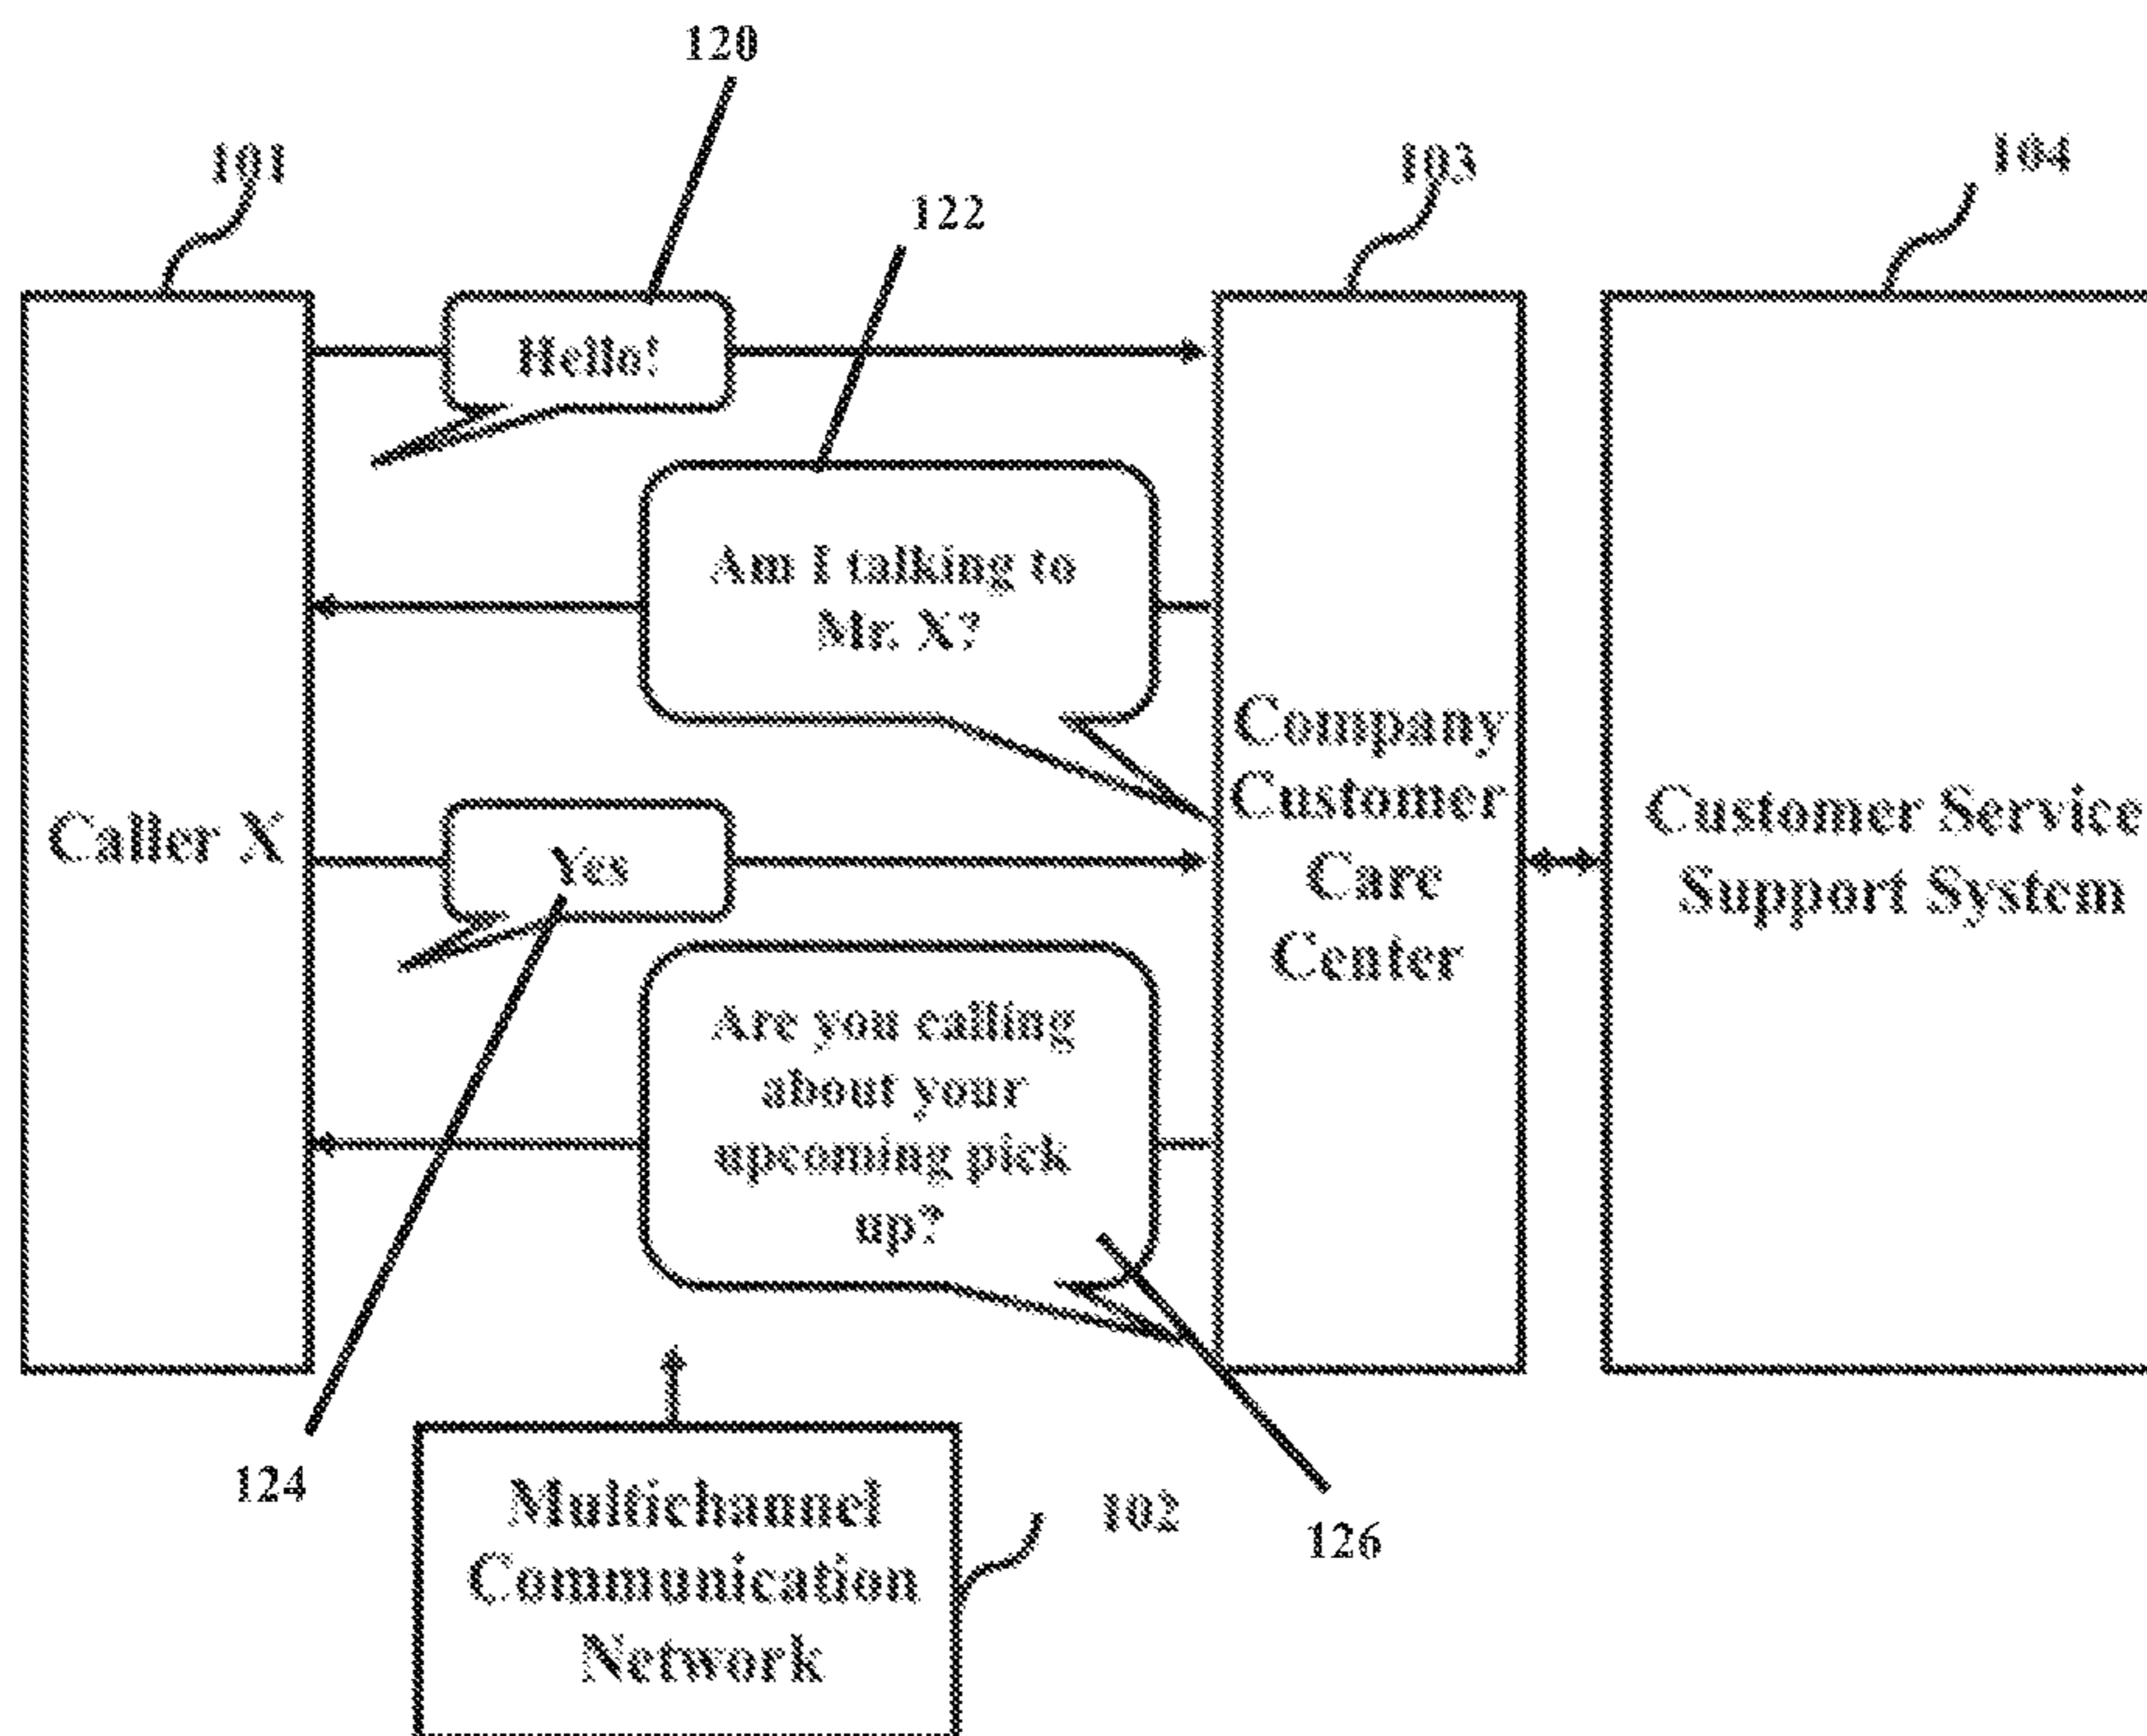 120
101
103
104
122
Hello!
Am I talking to
Mr. X?
Company
Customer
Care
Center
Caller X
Yes
Customer Service
Support System
Are you calling
about your
upcoming pick
up?
124
Multichannel
Communication
Network
102
126